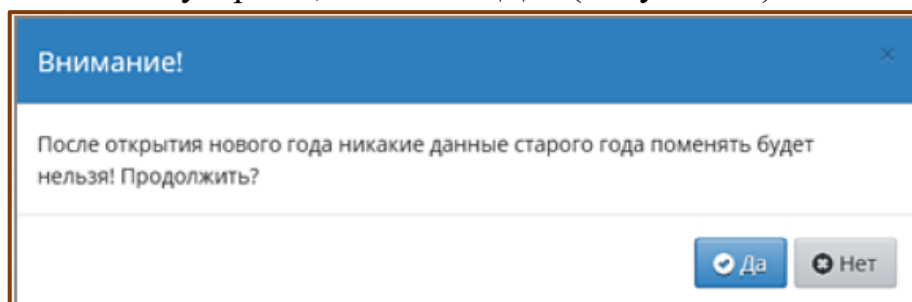 Внимание!
После открытия нового года никакие данные старого года поменять будет
нельзя! Продолжить?
Да Нет